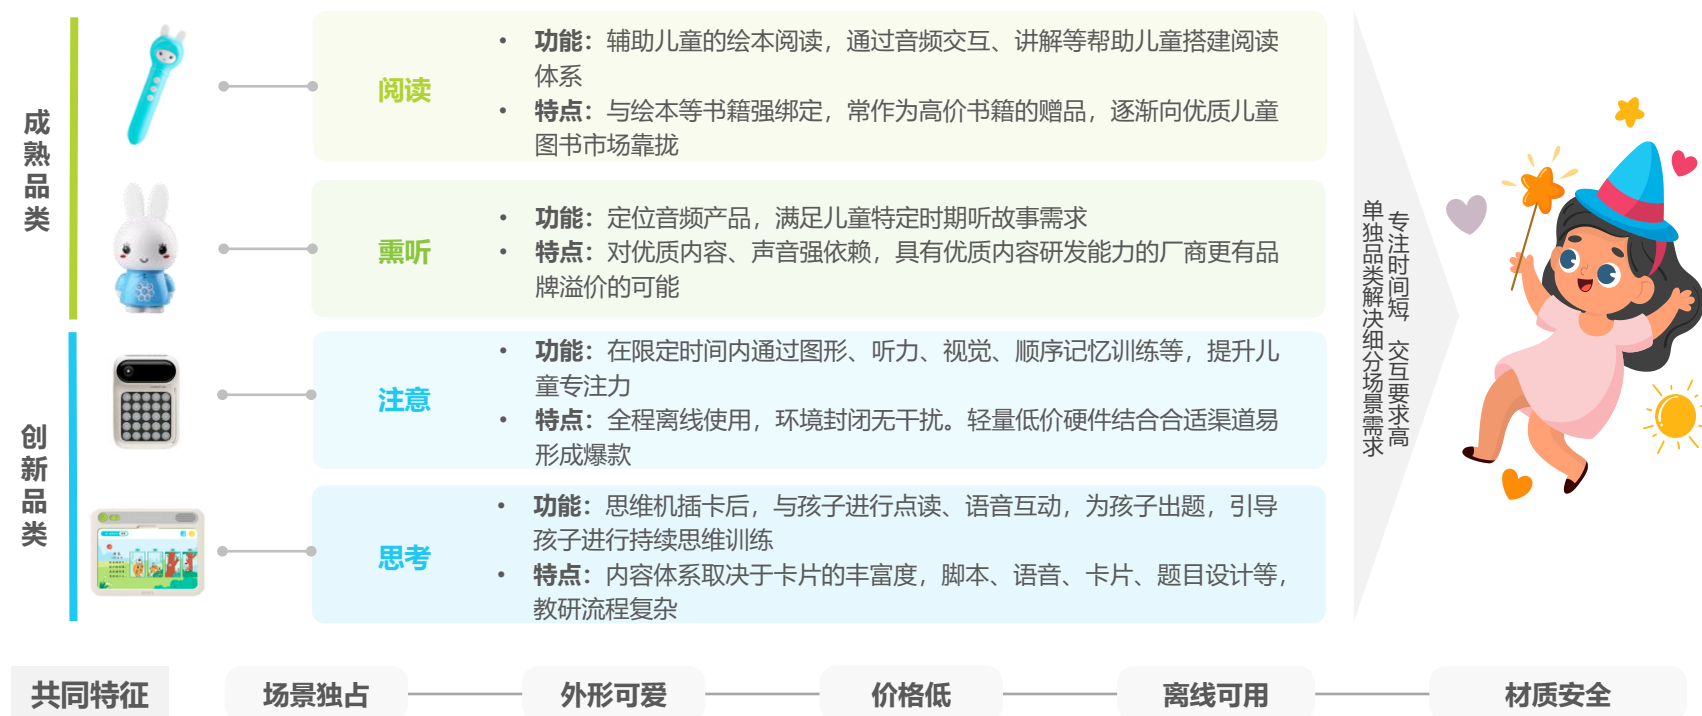 成熟品类
阅读
• 功能：辅助儿童的绘本阅读，通过音频交互、讲解等帮助儿童搭建阅读
体系
• 特点：与绘本等书籍强绑定，常作为高价书籍的赠品，逐渐向优质儿童
图书市场靠拢
熏听
• 功能：定位音频产品，满足儿童特定时期听故事需求
• 特点：对优质内容、声音强依赖，具有优质内容研发能力的厂商更有品
牌溢价的可能
创新品类
注意
• 功能：在限定时间内通过图形、听力、视觉、顺序记忆训练等，提升儿
童专注力
• 特点：全程离线使用，环境封闭无干扰。轻量低价硬件结合合适渠道易
形成爆款
思考
• 功能：思维机插卡后，与孩子进行点读、语音互动，为孩子出题，引导
孩子进行持续思维训练
• 特点：内容体系取决于卡片的丰富度，脚本、语音、卡片、题目设计等，
教研流程复杂
专注时间短，交互要求高
单独品类解决细分场景需求
共同特征
场景独占
外形可爱
价格低
离线可用
材质安全